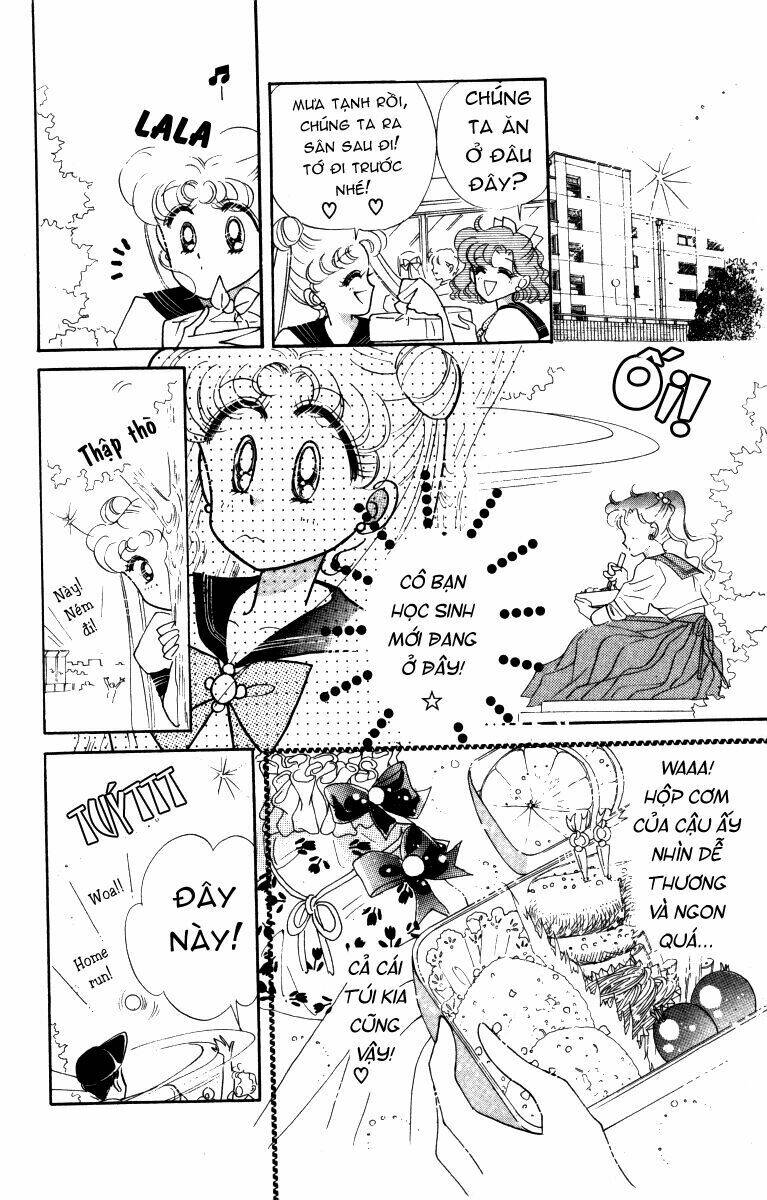 CHÚNG
TA ĂN
Ở ĐÂU
ĐÂY?
MƯA TẠNH RỒI,
CHÚNG TA RA
SÂN SAU ĐI!
TỚ ĐI TRƯỚC
NHÉ!
♡ ♡
♫
LALA
Ối!
CÔ BẠN
HỌC SINH
MỚI ĐANG
Ở ĐÂY!
☆
Thập thò
Này!
Ném
đi!
WAAA!
HỘP CƠM
CỦA CẬU ẤY
NHÌN DỄ
THƯƠNG
VÀ NGON
QUÁ...
CẢ CÁI
TÚI KIA
CŨNG
VẬY!
♡
TUÝTTT
ĐÂY
NÀY!
Woa!!
Home
run!